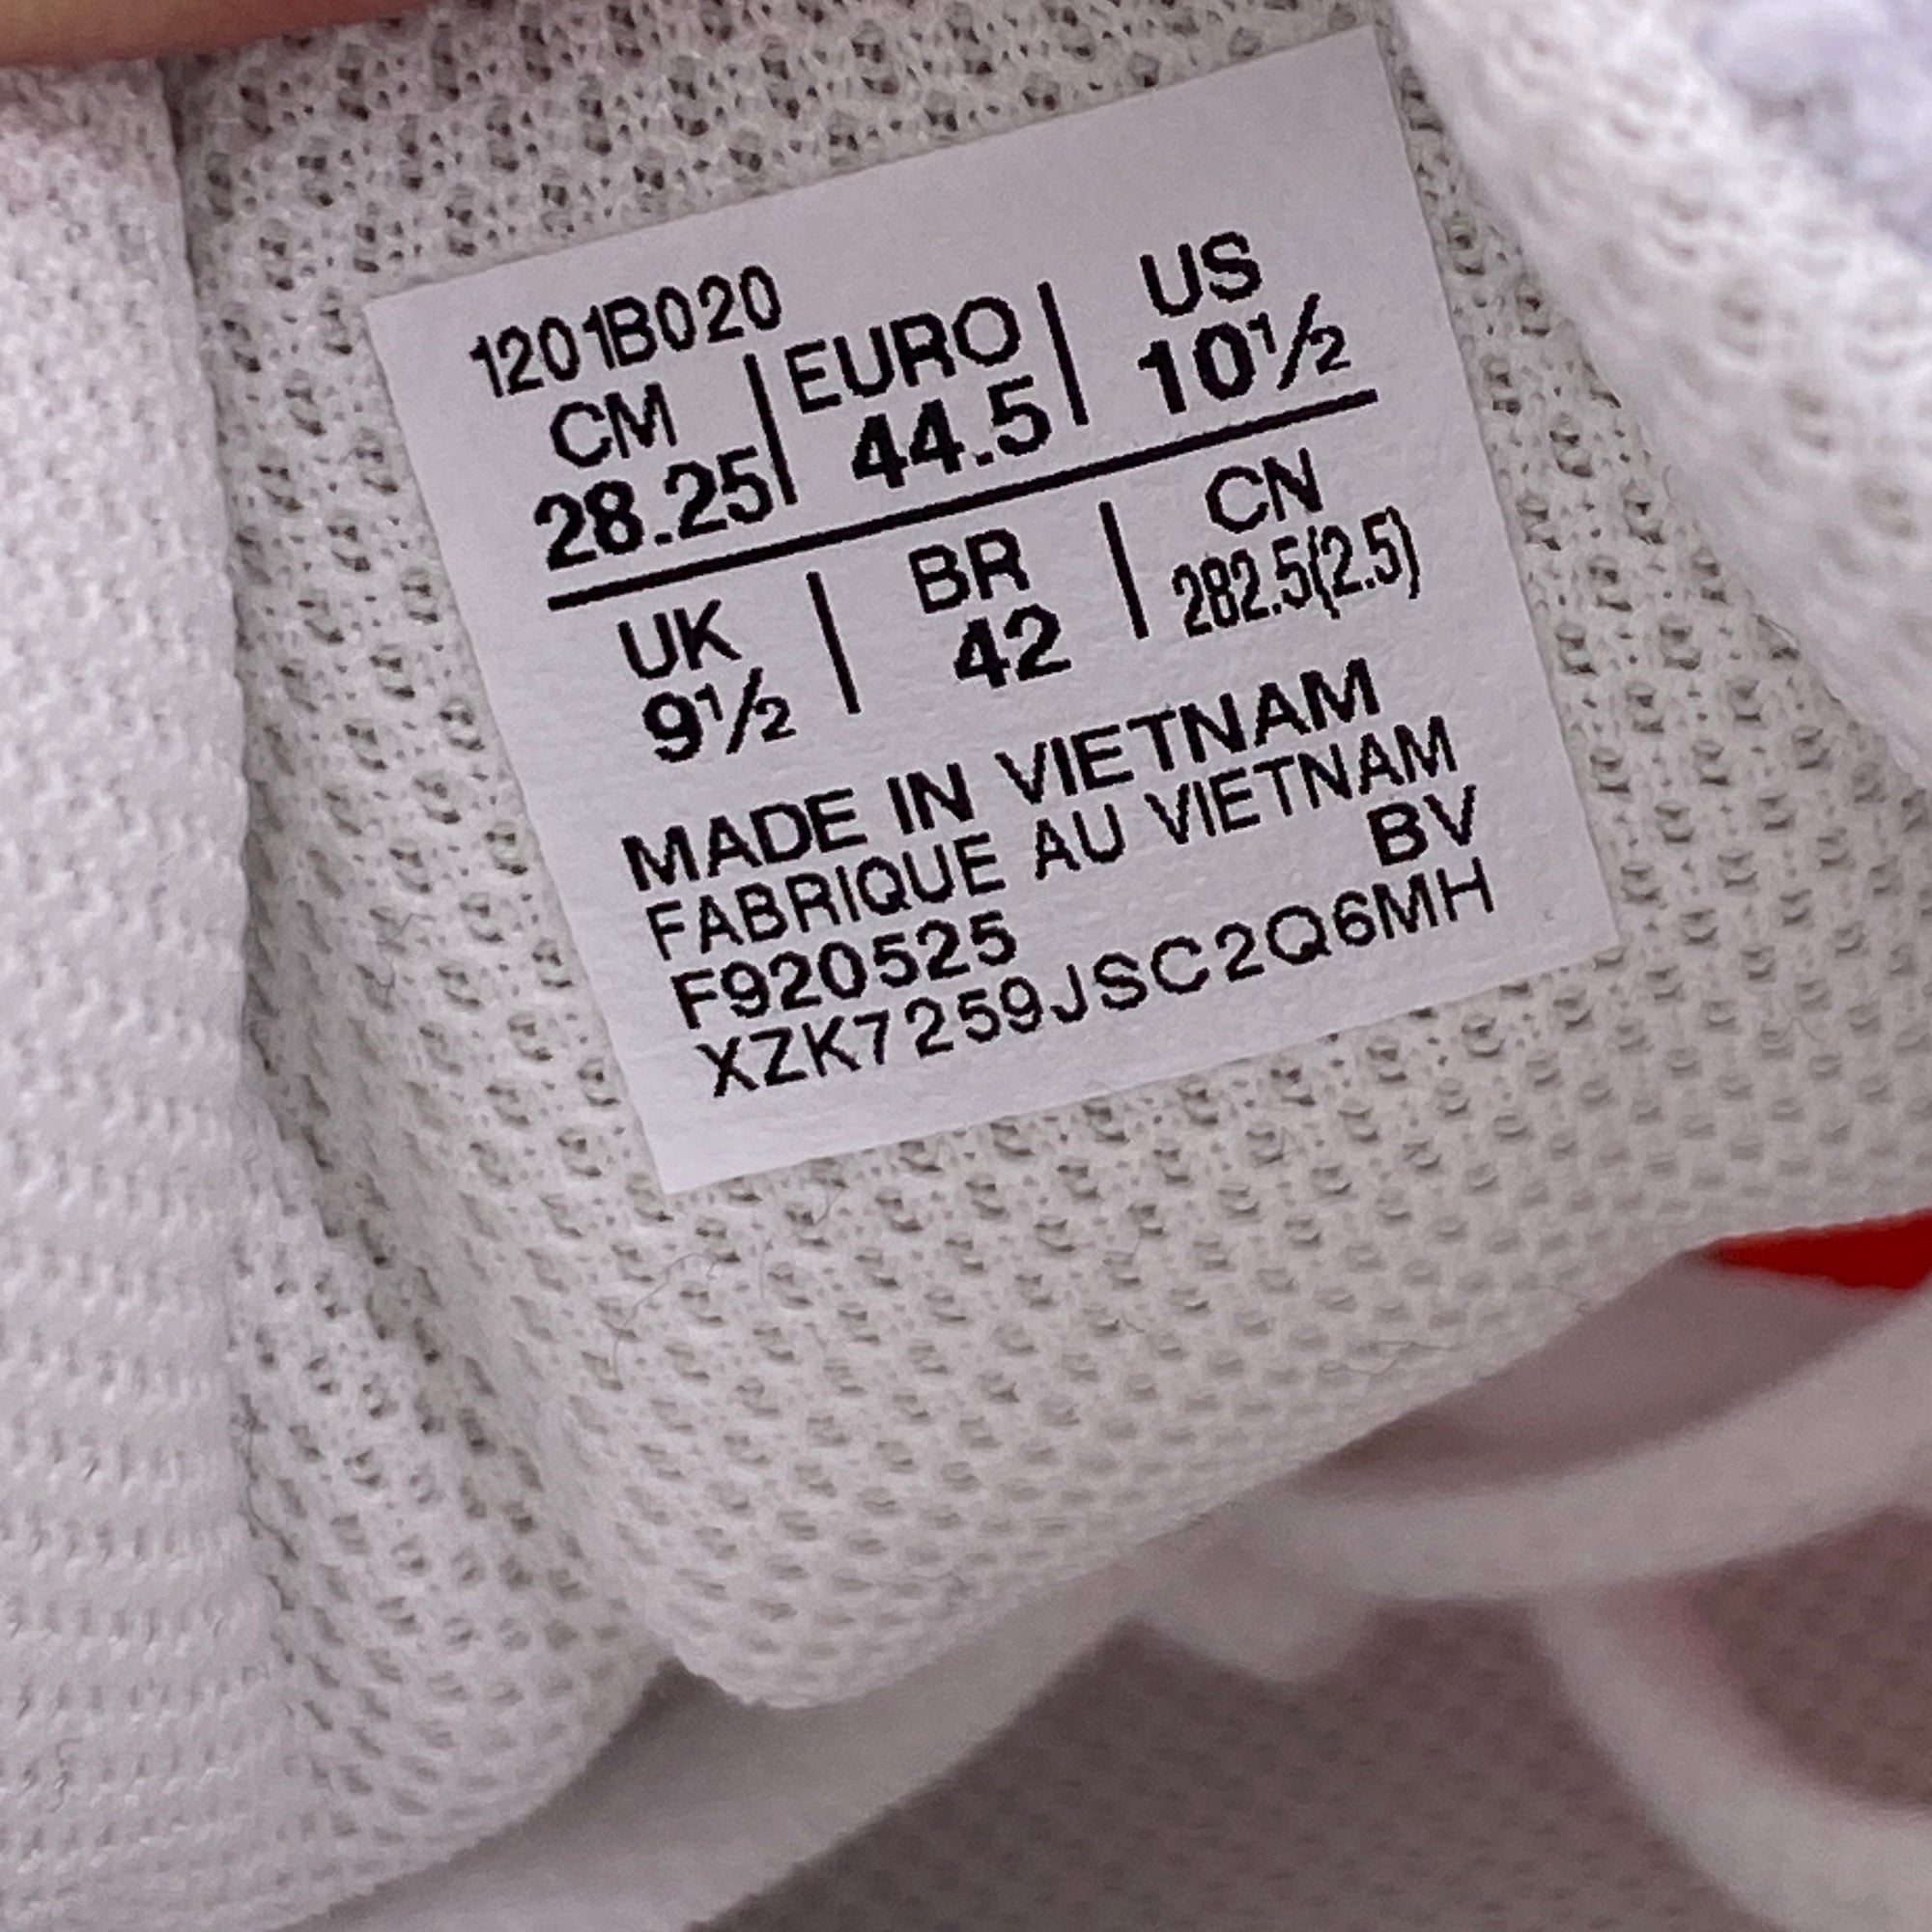 1201B020
CM | EURO | US
28.25 44.5 10½
UK | BR | CN
9½ 42 282.5(2.5)
MADE IN VIETNAM
FABRIQUE AU VIETNAM
BV
F920525
XZK7259JSC2Q6MH